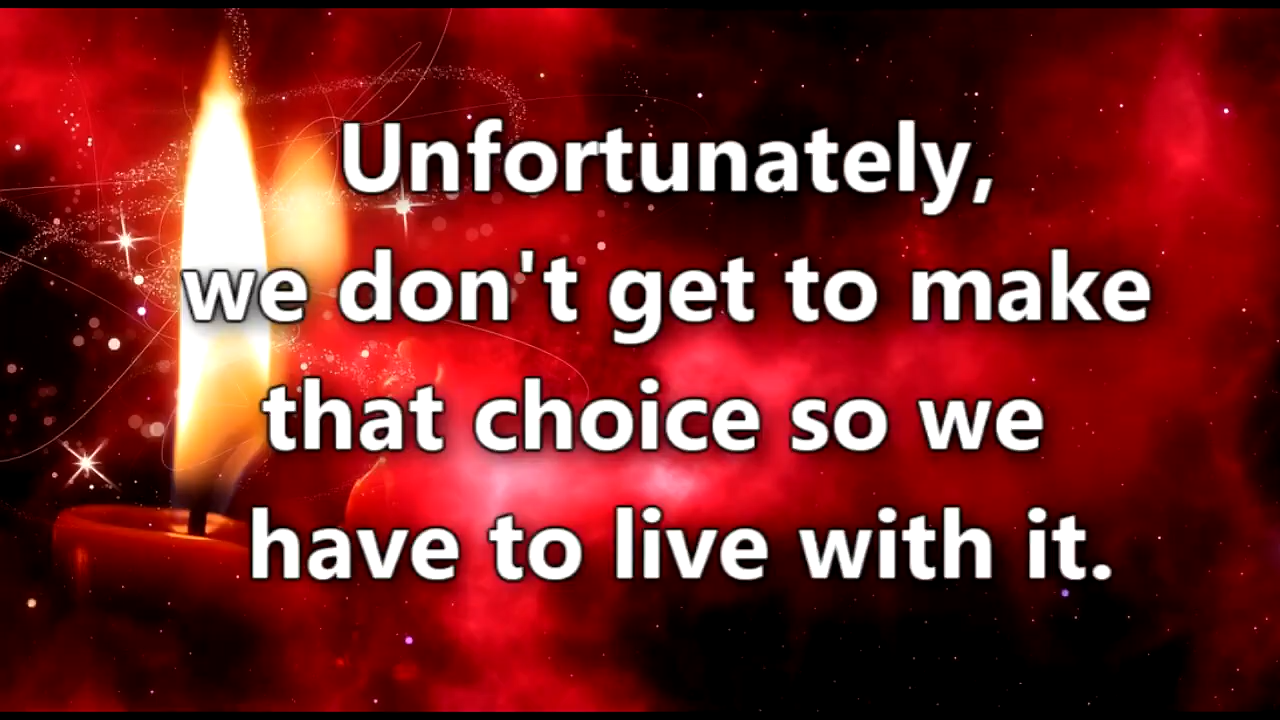 Unfortunately,
we don't get to make
that choice so we
have to live with it.